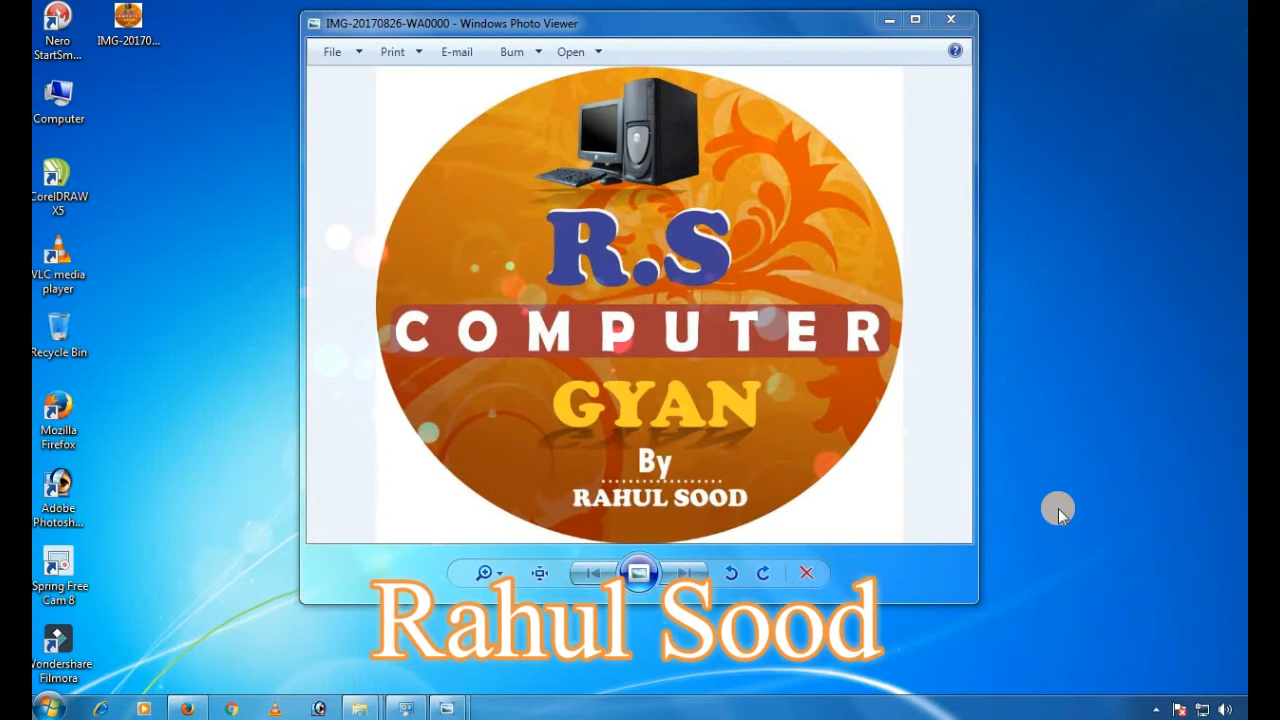 Nero
StartSm...
IMG-20170...
Computer
CorelDRAW
X5
VLC media
player
Recycle Bin
Mozilla
Firefox
Adobe
Photosh...
Spring Free
Cam 8
Wondershare
Filmora
IMG-20170826-WA0000 - Windows Photo Viewer
File Print E-mail Burn Open
R.S
COMPUTER
GYAN
By
RAHUL SOOD
Rahul Sood